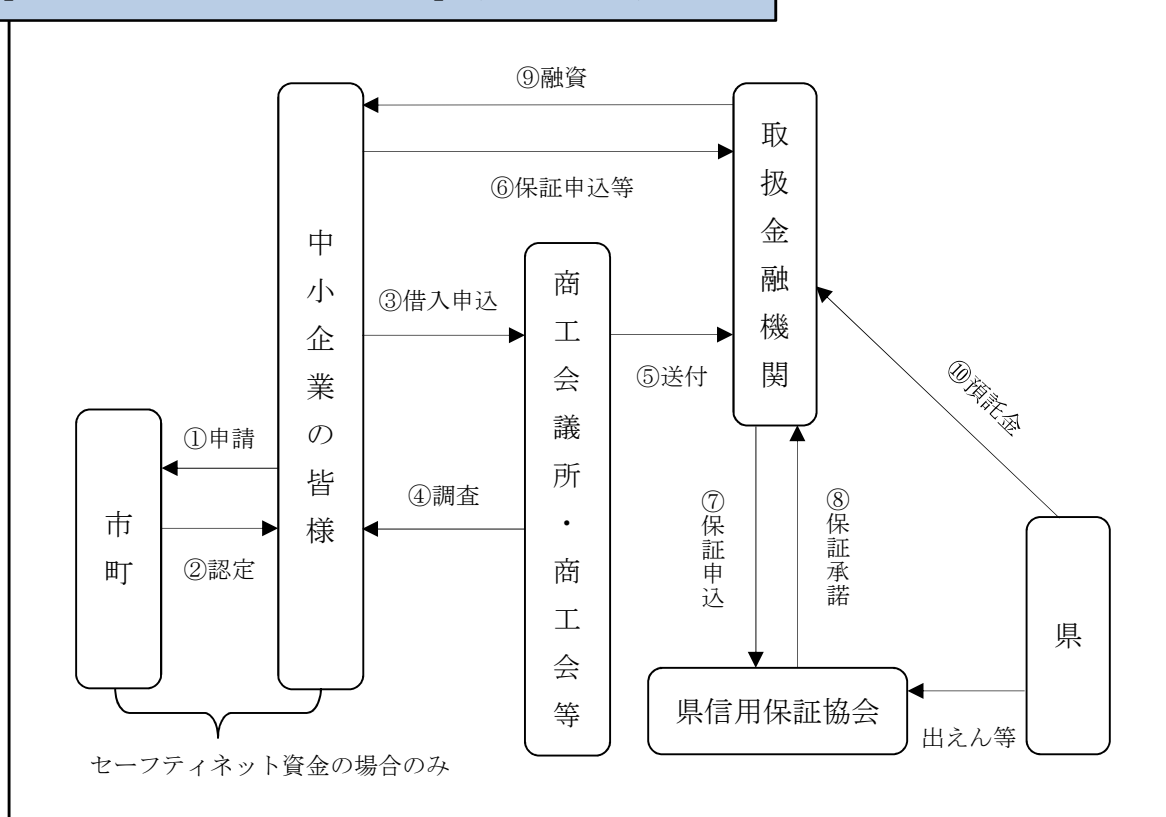 ⑨融資
⑥保証申込等
取扱金融機関
中小企業の皆様
商工会議所・商工会等
③借入申込
⑤送付
⑩預託金
①申請
④調査
市町
②認定
⑦保証申込
⑧保証承諾
県
県信用保証協会
出えん等
セーフティネット資金の場合のみ